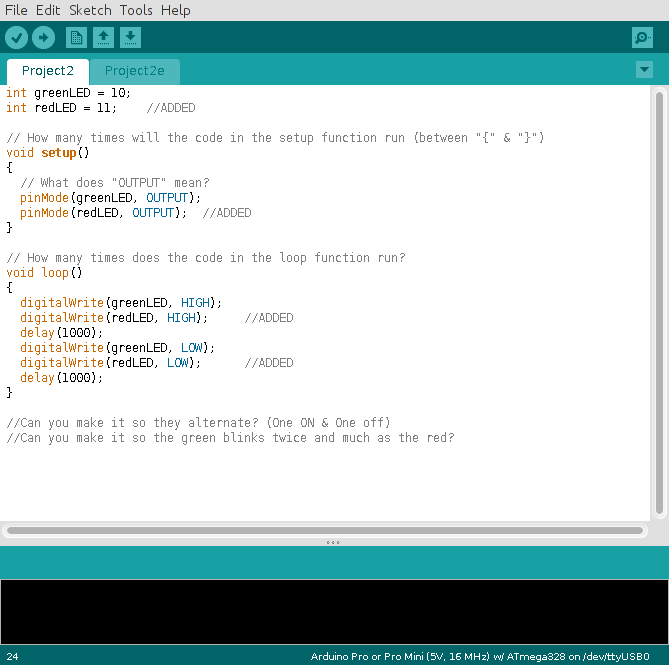 File Edit Sketch Tools Help
Project2 Project2e
int greenLED = 10;
int redLED = 11; //ADDED
// How many times will the code in the setup function run (between "{" & "}")
void setup()
{
// What does "OUTPUT" mean?
pinMode(greenLED, OUTPUT);
pinMode(redLED, OUTPUT); //ADDED
}
// How many times does the code in the loop function run?
void loop()
{
digitalWrite(greenLED, HIGH);
digitalWrite(redLED, HIGH); //ADDED
delay(1000);
digitalWrite(greenLED, LOW);
digitalWrite(redLED, LOW); //ADDED
delay(1000);
}
//Can you make it so they alternate? (One ON & One off)
//Can you make it so the green blinks twice and much as the red?
24 Arduino Pro or Pro Mini (5V, 16 MHz) w/ ATmega328 on /dev/ttyUSB0